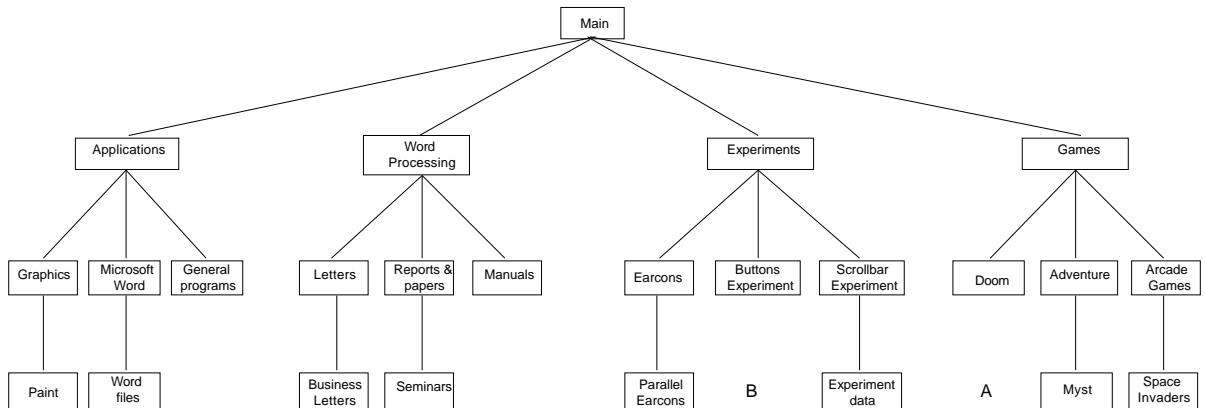 Main
Applications
Word
Processing
Experiments
Games
Graphics
Microsoft
Word
General
programs
Letters
Reports &
papers
Manuals
Earcons
Buttons
Experiment
Scrollbar
Experiment
Doom
Adventure
Arcade
Games
Paint
Word
files
Business
Letters
Seminars
Parallel
Earcons
B
Experiment
data
A
Myst
Space
Invaders